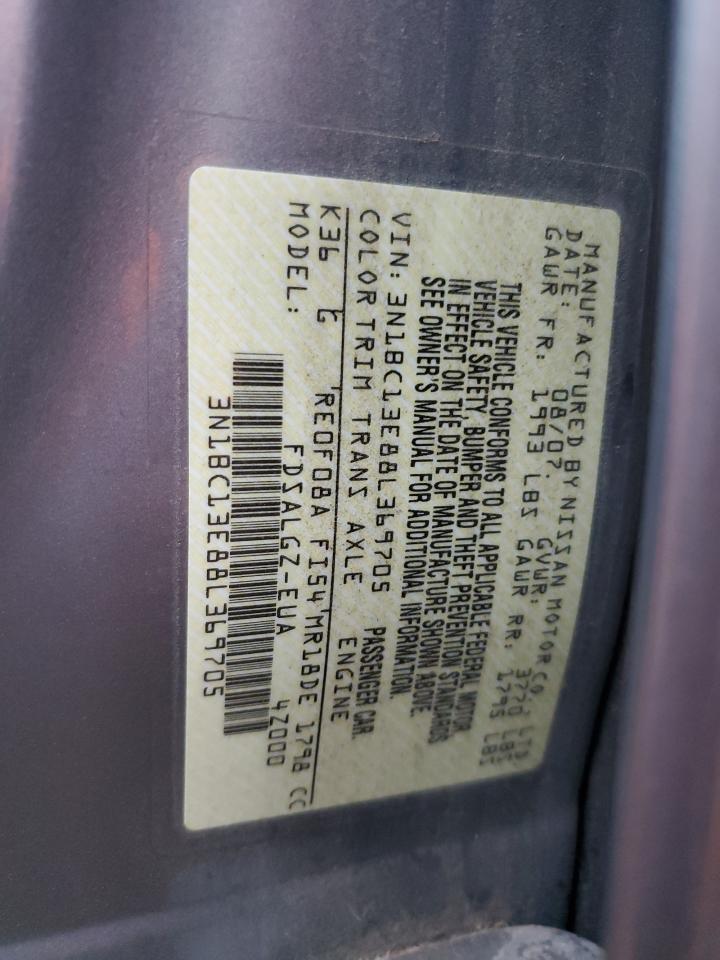 MANUFACTURED BY NISSAN MOTOR CO., LTD.
DATE: 08/07. GVWR: 3770 LBS
GAWR FR: 1993 LBS GAWR RR: 1795 LBS
THIS VEHICLE CONFORMS TO ALL APPLICABLE FEDERAL MOTOR
VEHICLE SAFETY, BUMPER AND THEFT PREVENTION STANDARDS
IN EFFECT ON THE DATE OF MANUFACTURE SHOWN ABOVE.
SEE OWNER'S MANUAL FOR ADDITIONAL INFORMATION.
VIN: 3N1BC13E88L369705 PASSENGER CAR.
COLOR TRIM TRANS AXLE ENGINE
K36 RE0F08A FI54 MR18DE 1798 CC
MODEL: FDSALGZ-EUA 4Z000
3N1BC13E88L369705